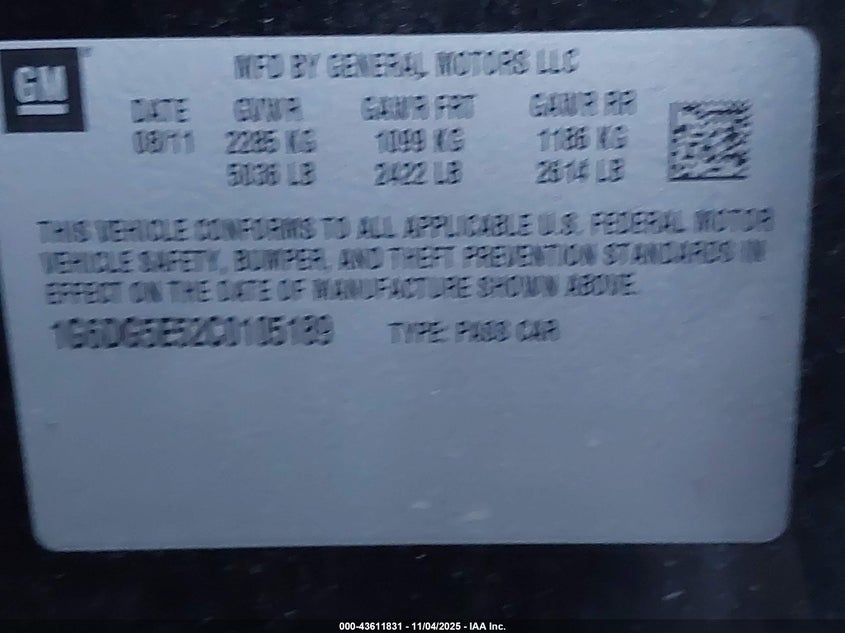 GM
MFD BY GENERAL MOTORS LLC
DATE GVWR GAWR FRT GAWR RR
08/11 2285 KG 1099 KG 1186 KG
5036 LB 2422 LB 2614 LB
THIS VEHICLE CONFORMS TO ALL APPLICABLE U.S. FEDERAL MOTOR
VEHICLE SAFETY, BUMPER, AND THEFT PREVENTION STANDARDS IN
EFFECT ON THE DATE OF MANUFACTURE SHOWN ABOVE.
1G6DG5E52C0105189 TYPE: PASS CAR
000-43611831 - 11/04/2025 - IAA Inc.